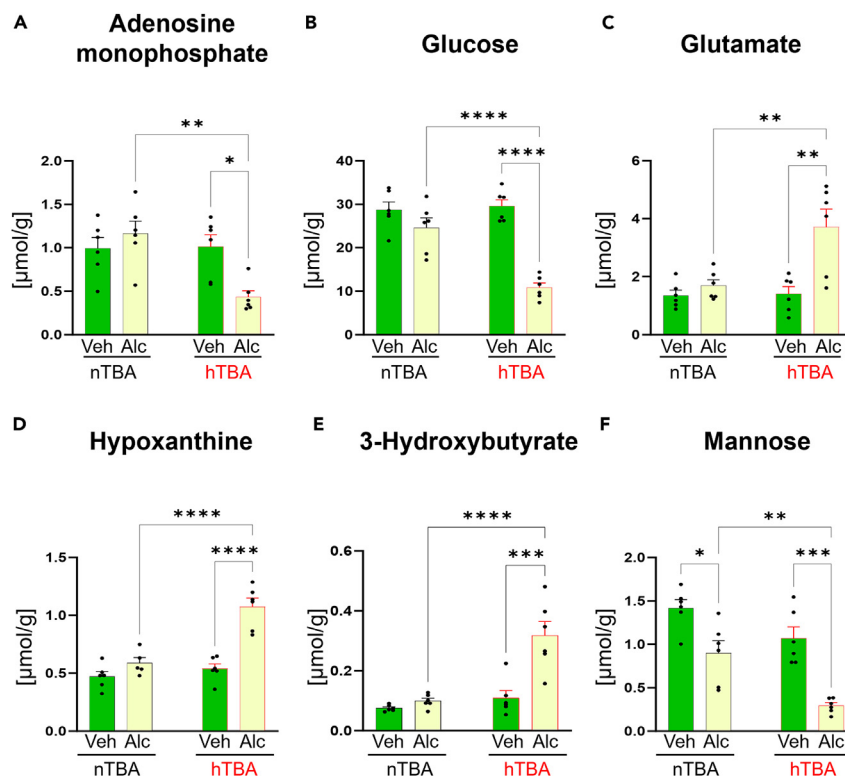 A
Adenosine
monophosphate
**
*
[µmol/g]
2.0
1.5
1.0
0.5
0.0
Veh Alc Veh Alc
nTBA hTBA
B
Glucose
****
****
[µmol/g]
40
30
20
10
0
Veh Alc Veh Alc
nTBA hTBA
C
Glutamate
**
**
[µmol/g]
6
4
2
0
Veh Alc Veh Alc
nTBA hTBA
D
Hypoxanthine
****
****
[µmol/g]
1.5
1.0
0.5
0.0
Veh Alc Veh Alc
nTBA hTBA
E
3-Hydroxybutyrate
****
***
[µmol/g]
0.6
0.4
0.2
0.0
Veh Alc Veh Alc
nTBA hTBA
F
Mannose
**
* ***
[µmol/g]
2.0
1.5
1.0
0.5
0.0
Veh Alc Veh Alc
nTBA hTBA